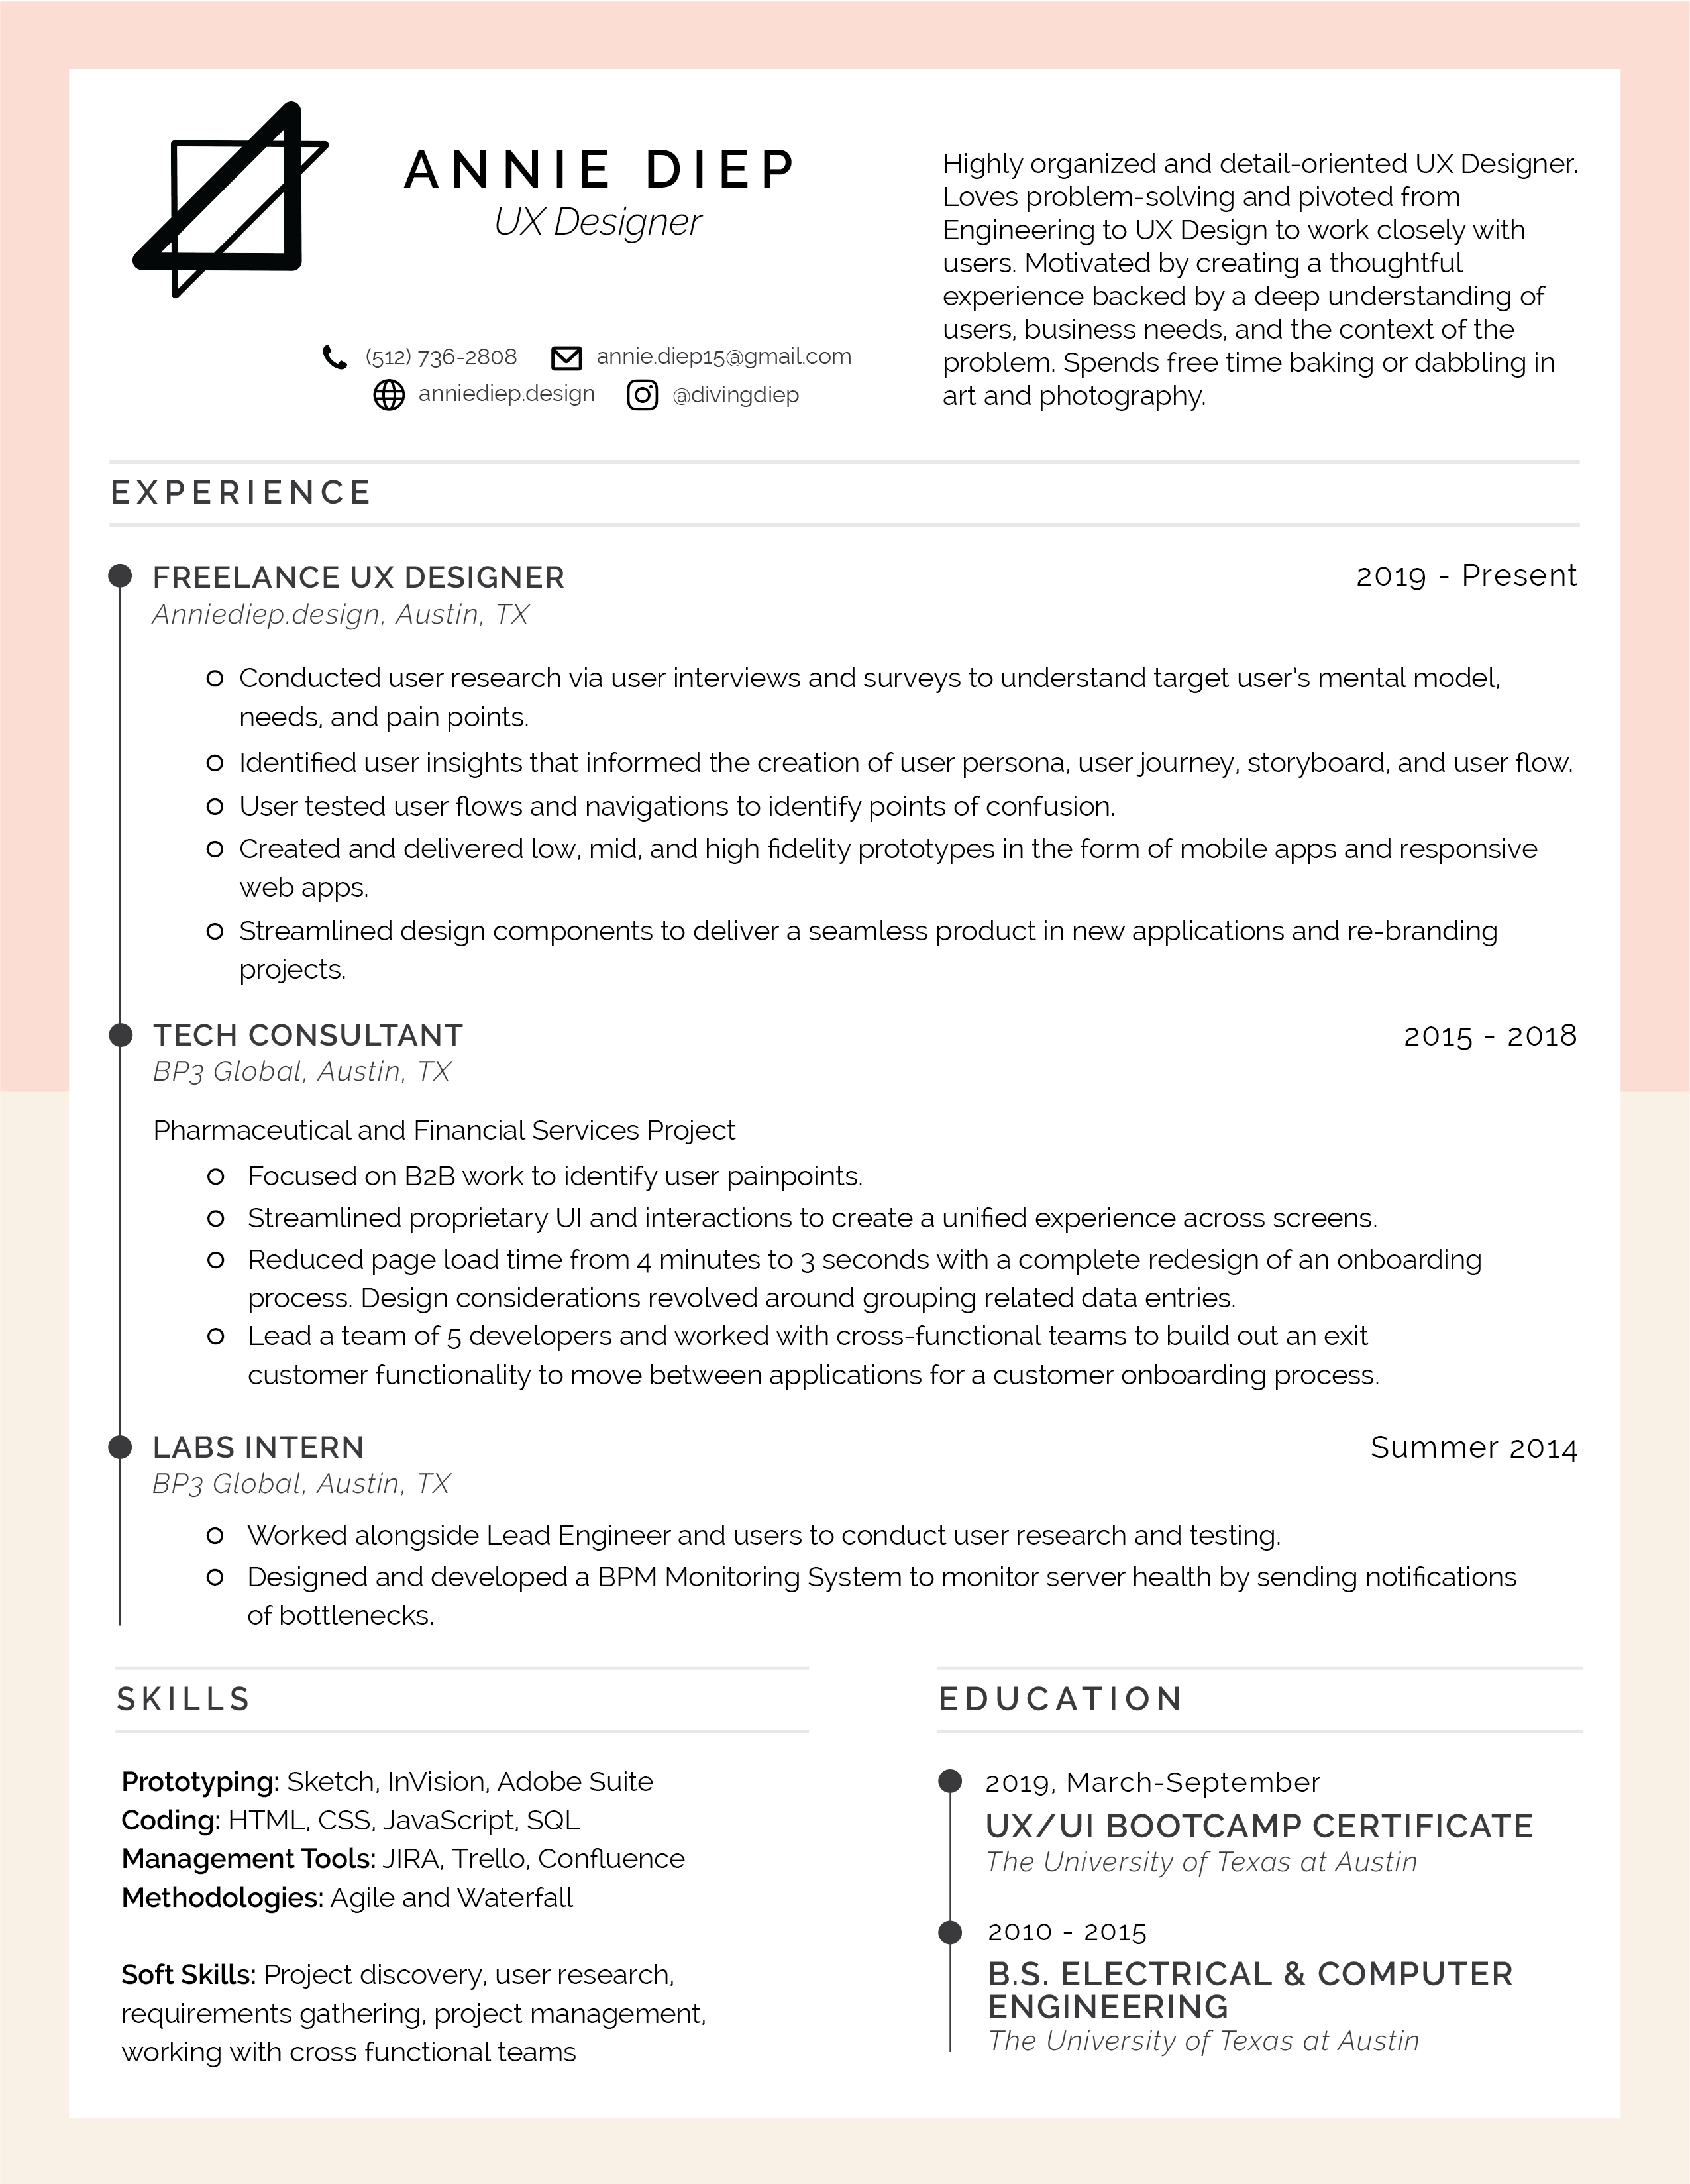 ANNIE DIEP
UX Designer
(512) 736-2808 annie.diep15@gmail.com
anniediep.design @divingdiep
Highly organized and detail-oriented UX Designer.
Loves problem-solving and pivoted from
Engineering to UX Design to work closely with
users. Motivated by creating a thoughtful
experience backed by a deep understanding of
users, business needs, and the context of the
problem. Spends free time baking or dabbling in
art and photography.
EXPERIENCE
FREELANCE UX DESIGNER 2019 - Present
Anniediep.design, Austin, TX
Conducted user research via user interviews and surveys to understand target user's mental model,
needs, and pain points.
Identified user insights that informed the creation of user persona, user journey, storyboard, and user flow.
User tested user flows and navigations to identify points of confusion.
Created and delivered low, mid, and high fidelity prototypes in the form of mobile apps and responsive
web apps.
Streamlined design components to deliver a seamless product in new applications and re-branding
projects.
TECH CONSULTANT 2015 - 2018
BP3 Global, Austin, TX
Pharmaceutical and Financial Services Project
Focused on B2B work to identify user painpoints.
Streamlined proprietary UI and interactions to create a unified experience across screens.
Reduced page load time from 4 minutes to 3 seconds with a complete redesign of an onboarding
process. Design considerations revolved around grouping related data entries.
Lead a team of 5 developers and worked with cross-functional teams to build out an exit
customer functionality to move between applications for a customer onboarding process.
LABS INTERN Summer 2014
BP3 Global, Austin, TX
Worked alongside Lead Engineer and users to conduct user research and testing.
Designed and developed a BPM Monitoring System to monitor server health by sending notifications
of bottlenecks.
SKILLS
Prototyping: Sketch, InVision, Adobe Suite
Coding: HTML, CSS, JavaScript, SQL
Management Tools: JIRA, Trello, Confluence
Methodologies: Agile and Waterfall
Soft Skills: Project discovery, user research,
requirements gathering, project management,
working with cross functional teams
EDUCATION
2019, March-September
UX/UI BOOTCAMP CERTIFICATE
The University of Texas at Austin
2010 - 2015
B.S. ELECTRICAL & COMPUTER
ENGINEERING
The University of Texas at Austin